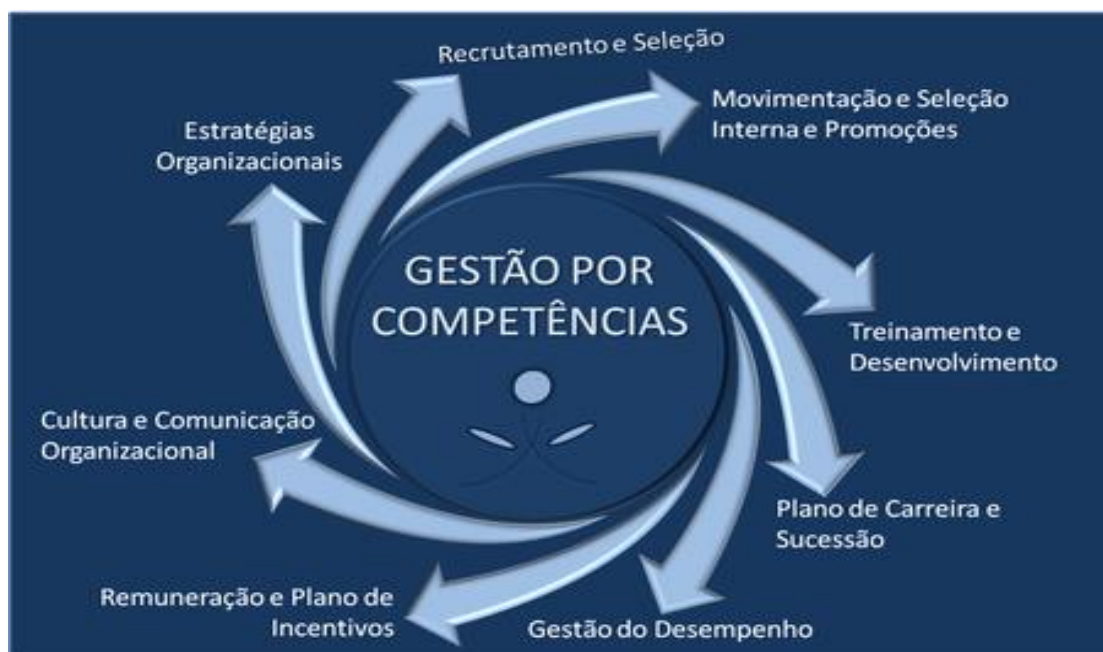 GESTÃO POR
COMPETÊNCIAS
Recrutamento e Seleção
Movimentação e Seleção
Interna e Promoções
Treinamento e
Desenvolvimento
Plano de Carreira e
Sucessão
Gestão do Desempenho
Remuneração e Plano de
Incentivos
Cultura e Comunicação
Organizacional
Estratégias
Organizacionais